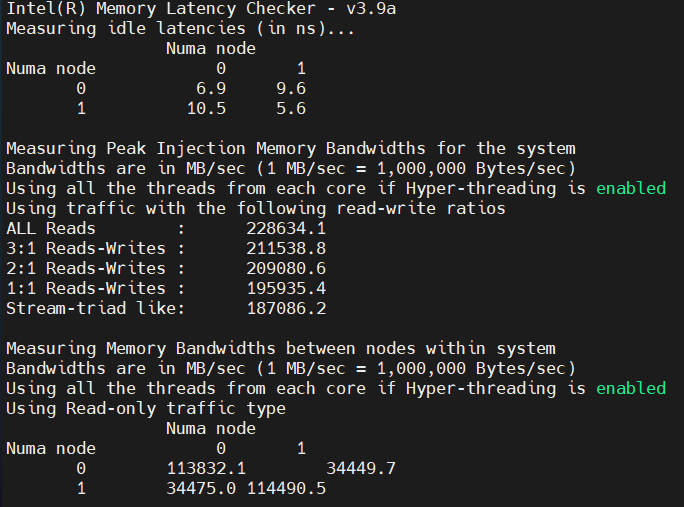 Intel(R) Memory Latency Checker - v3.9a
Measuring idle latencies (in ns)...
                Numa node
Numa node            0       1
       0           6.9     9.6
       1          10.5     5.6

Measuring Peak Injection Memory Bandwidths for the system
Bandwidths are in MB/sec (1 MB/sec = 1,000,000 Bytes/sec)
Using all the threads from each core if Hyper-threading is enabled
Using traffic with the following read-write ratios
ALL Reads        :      228634.1
3:1 Reads-Writes :      211538.8
2:1 Reads-Writes :      209080.6
1:1 Reads-Writes :      195935.4
Stream-triad like:      187086.2

Measuring Memory Bandwidths between nodes within system
Bandwidths are in MB/sec (1 MB/sec = 1,000,000 Bytes/sec)
Using all the threads from each core if Hyper-threading is enabled
Using Read-only traffic type
                Numa node
Numa node            0       1
       0        113832.1        34449.7
       1        34475.0 114490.5